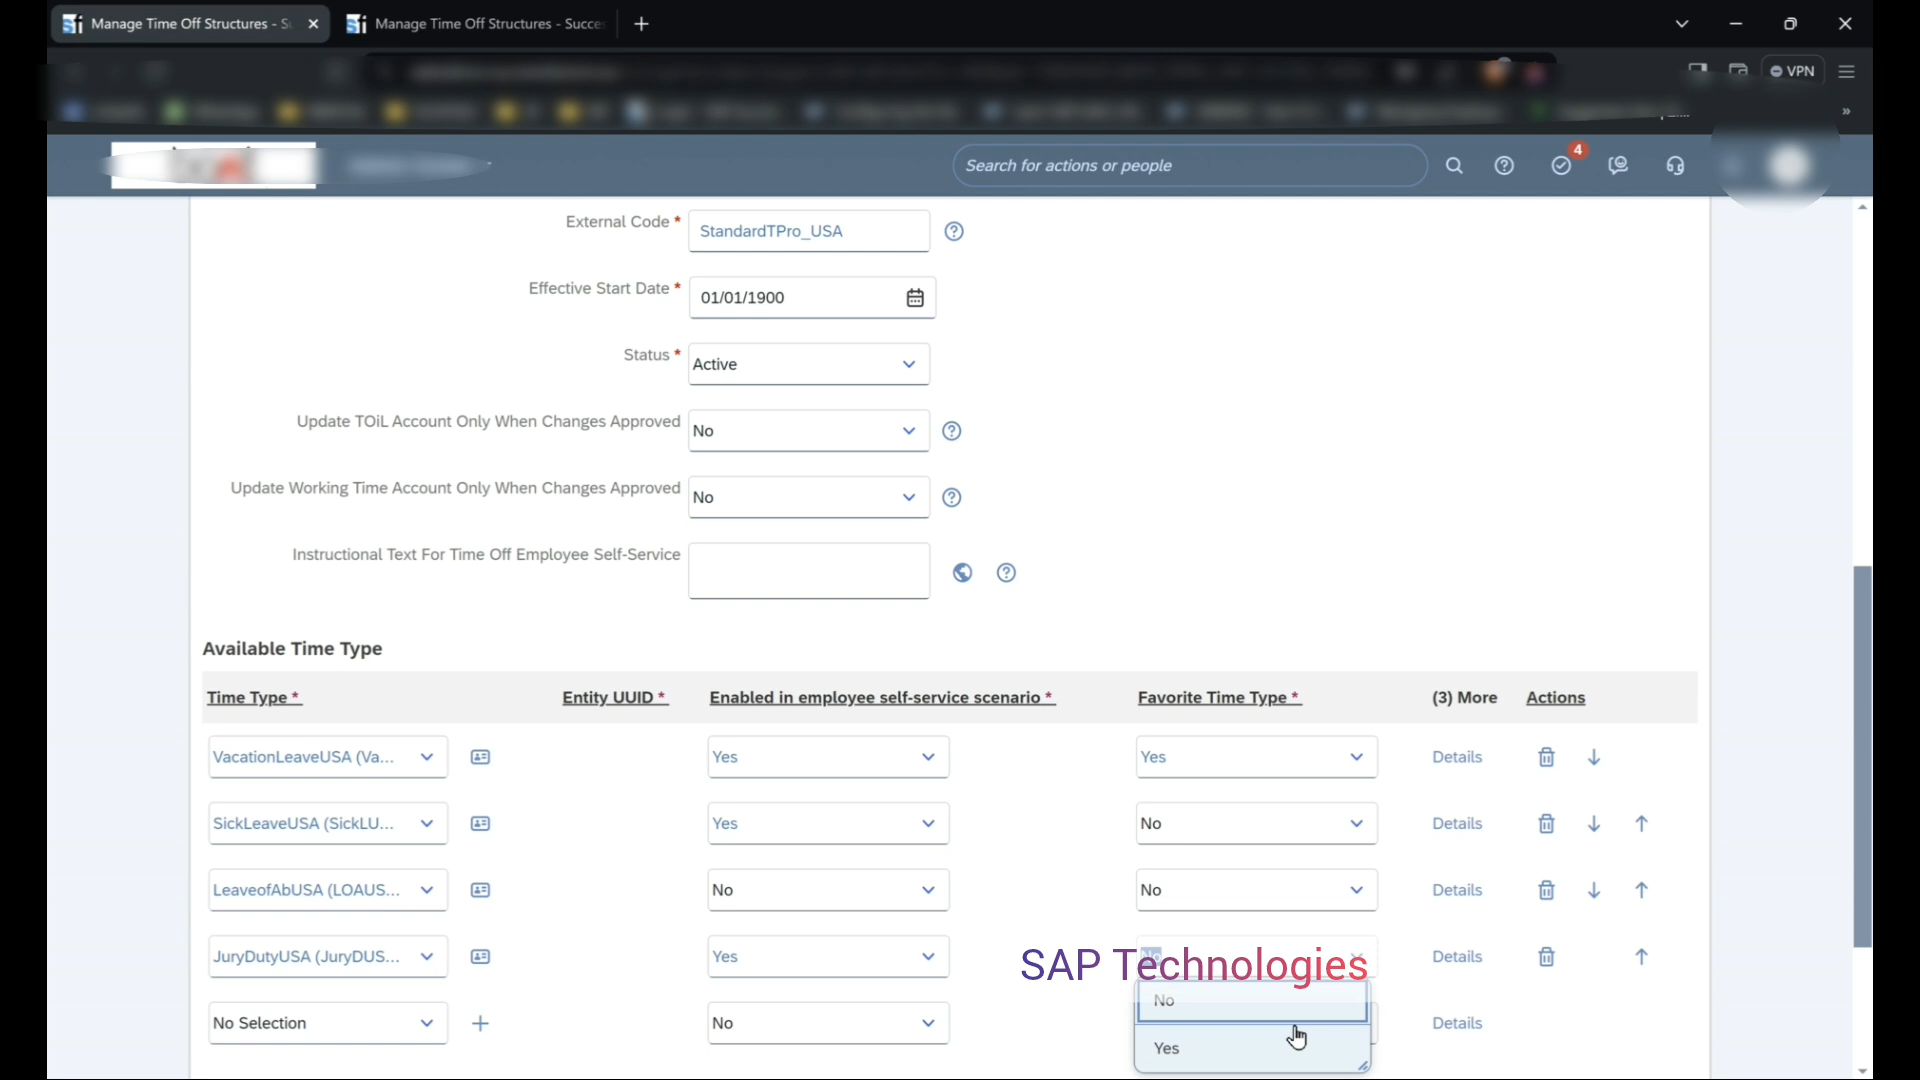 Manage Time Off Structures - Su
Manage Time Off Structures - Succes
VPN
Search for actions or people
4
External Code *
StandardTPro_USA
Effective Start Date *
01/01/1900
Status *
Active
Update TOiL Account Only When Changes Approved
No
Update Working Time Account Only When Changes Approved
No
Instructional Text For Time Off Employee Self-Service
Available Time Type
Time Type * Entity UUID * Enabled in employee self-service scenario * Favorite Time Type * (3) More Actions
VacationLeaveUSA (Va... Yes Yes Details
SickLeaveUSA (SickLU... Yes No Details
LeaveofAbUSA (LOAUS... No No Details
JuryDutyUSA (JuryDUS... Yes No Details
SAP Technologies
No
No Selection No Details
Yes